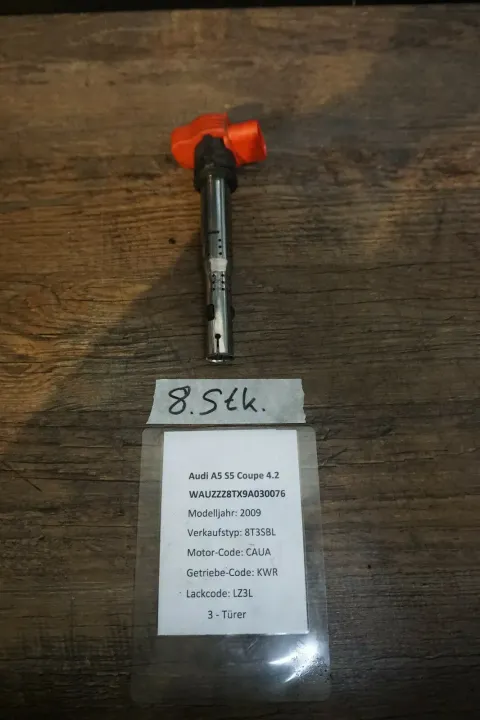 8. Stk.
Audi A5 S5 Coupe 4.2
WAUZZZ8TX9A030076
Modelljahr: 2009
Verkaufstyp: 8T3SBL
Motor-Code: CAUA
Getriebe-Code: KWR
Lackcode: LZ3L
3 - Türer